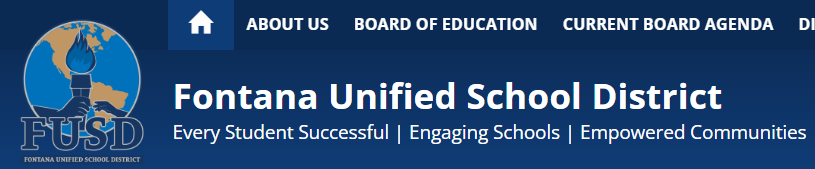 ABOUT US BOARD OF EDUCATION CURRENT BOARD AGENDA
Fontana Unified School District
Every Student Successful | Engaging Schools | Empowered Communities
FUSD
FONTANA UNIFIED SCHOOL DISTRICT